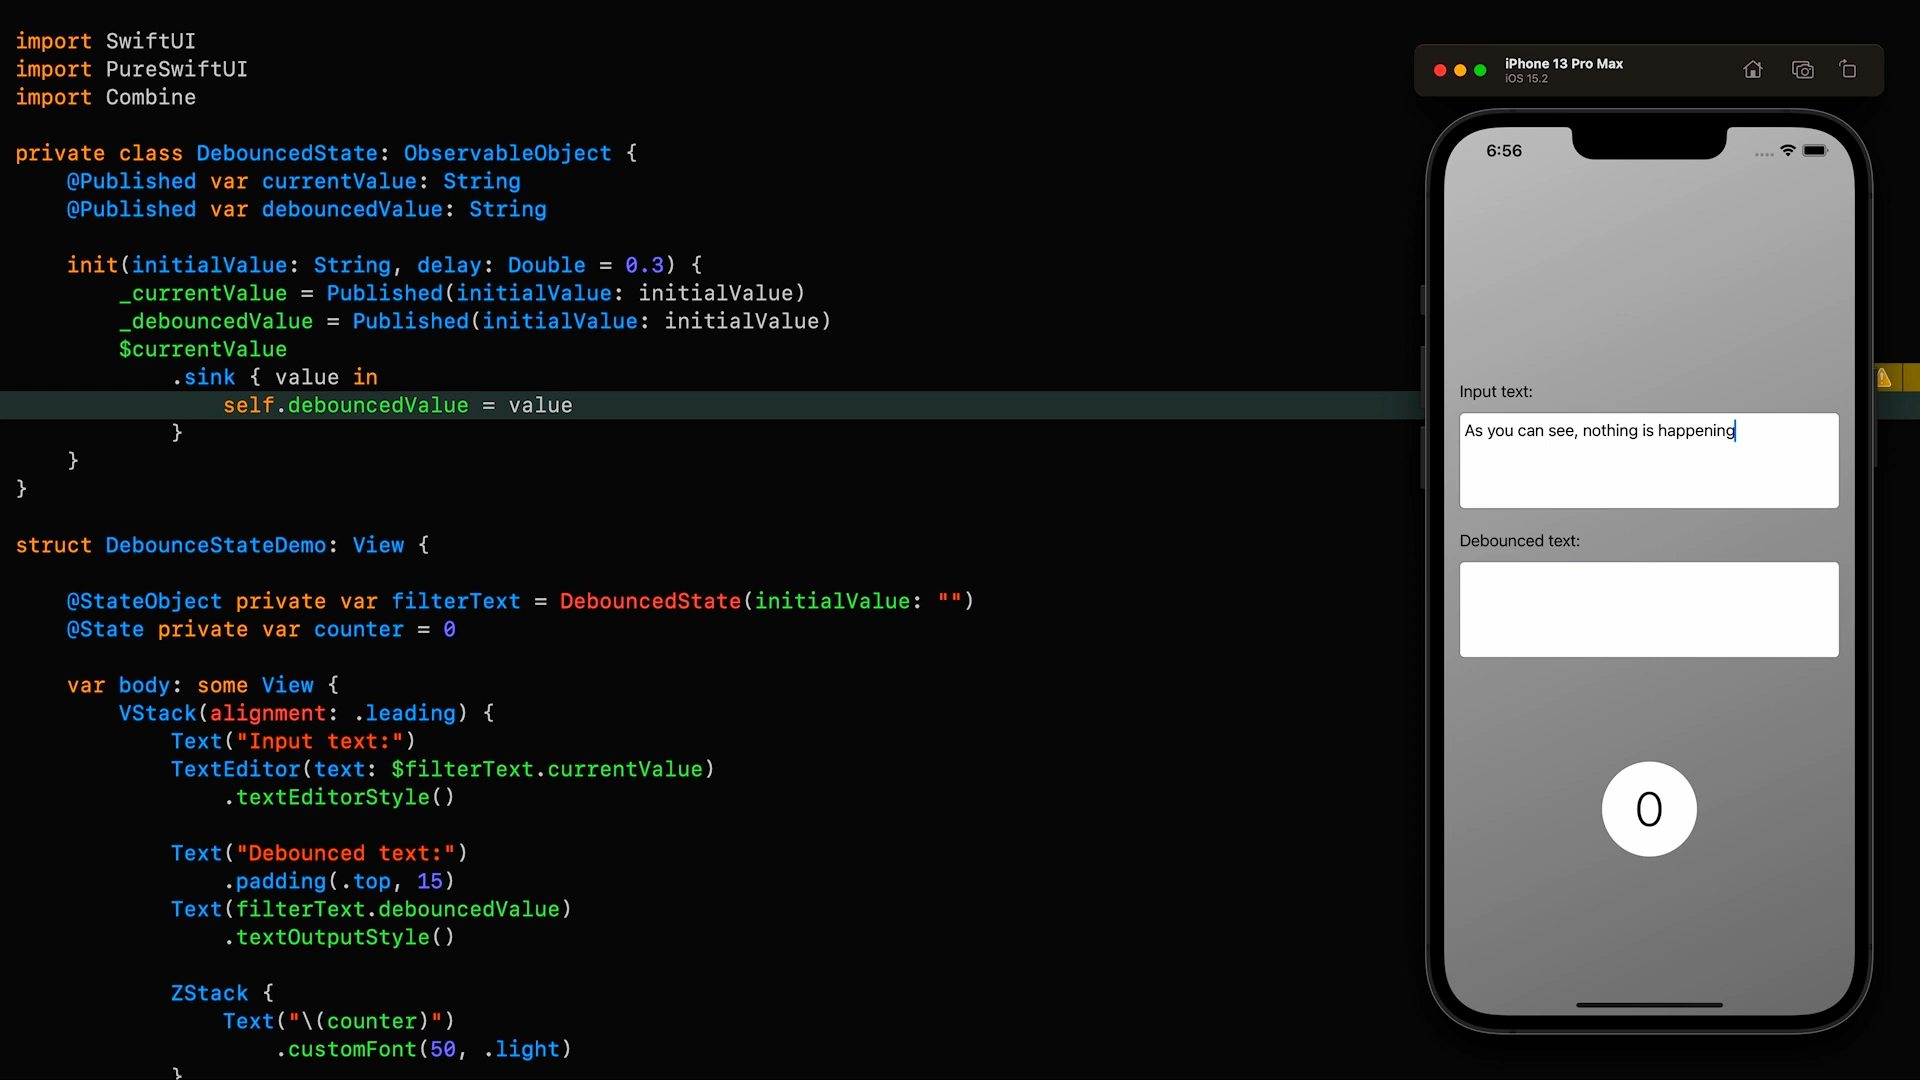 import SwiftUI
import PureSwiftUI
import Combine
private class DebouncedState: ObservableObject {
@Published var currentValue: String
@Published var debouncedValue: String
init(initialValue: String, delay: Double = 0.3) {
_currentValue = Published(initialValue: initialValue)
_debouncedValue = Published(initialValue: initialValue)
$currentValue
.sink { value in
self.debouncedValue = value
}
}
}
struct DebounceStateDemo: View {
@StateObject private var filterText = DebouncedState(initialValue: "")
@State private var counter = 0
var body: some View {
VStack(alignment: .leading) {
Text("Input text:")
TextEditor(text: $filterText.currentValue)
.textEditorStyle()
Text("Debounced text:")
.padding(.top, 15)
Text(filterText.debouncedValue)
.textOutputStyle()
ZStack {
Text("\(counter)")
.customFont(50, .light)
}
iPhone 13 Pro Max
iOS 15.2
6:56
Input text:
As you can see, nothing is happening
Debounced text:
0